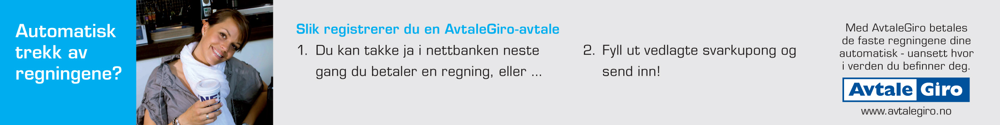 Automatisk
trekk av
regningene?
Slik registrerer du en AvtaleGiro-avtale
1. Du kan takke ja i nettbanken neste
gang du betaler en regning, eller ...
2. Fyll ut vedlagte svarkupong og
send inn!
Med AvtaleGiro betales
de faste regningene dine
automatisk - uansett hvor
i verden du befinner deg.
Avtale Giro
www.avtalegiro.no